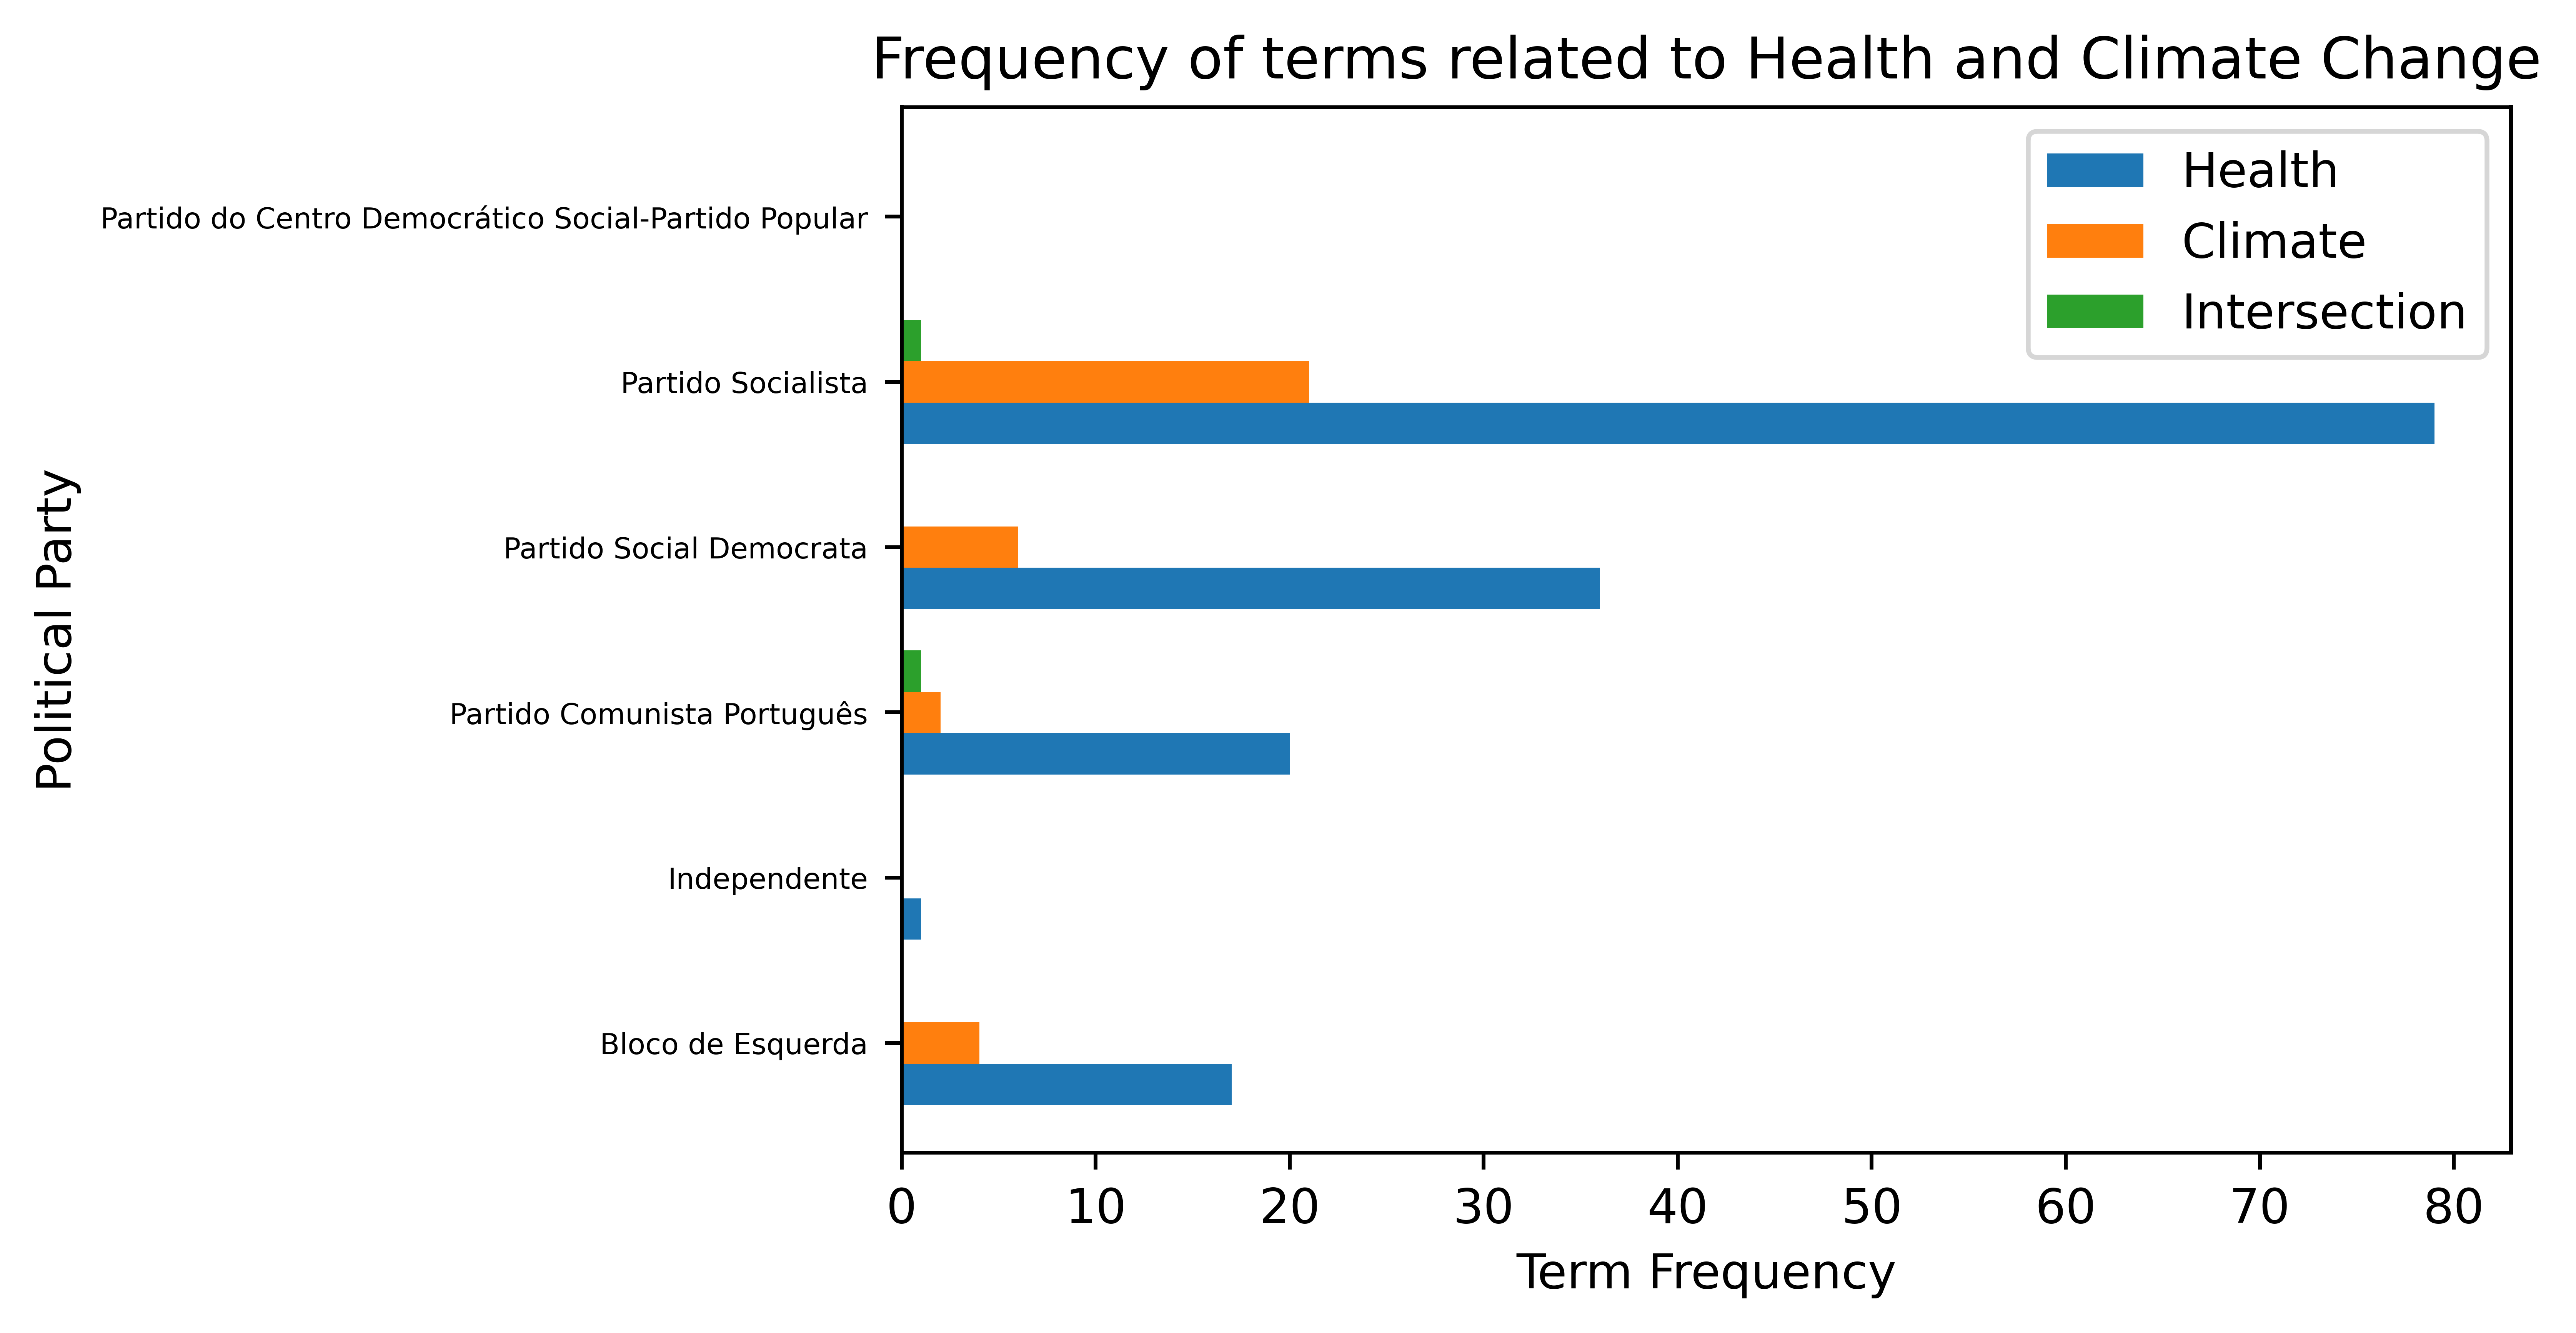 Frequency of terms related to Health and Climate Change
Health
Climate
Intersection
Political Party
Partido do Centro Democrático Social-Partido Popular
Partido Socialista
Partido Social Democrata
Partido Comunista Português
Independente
Bloco de Esquerda
0 10 20 30 40 50 60 70 80
Term Frequency